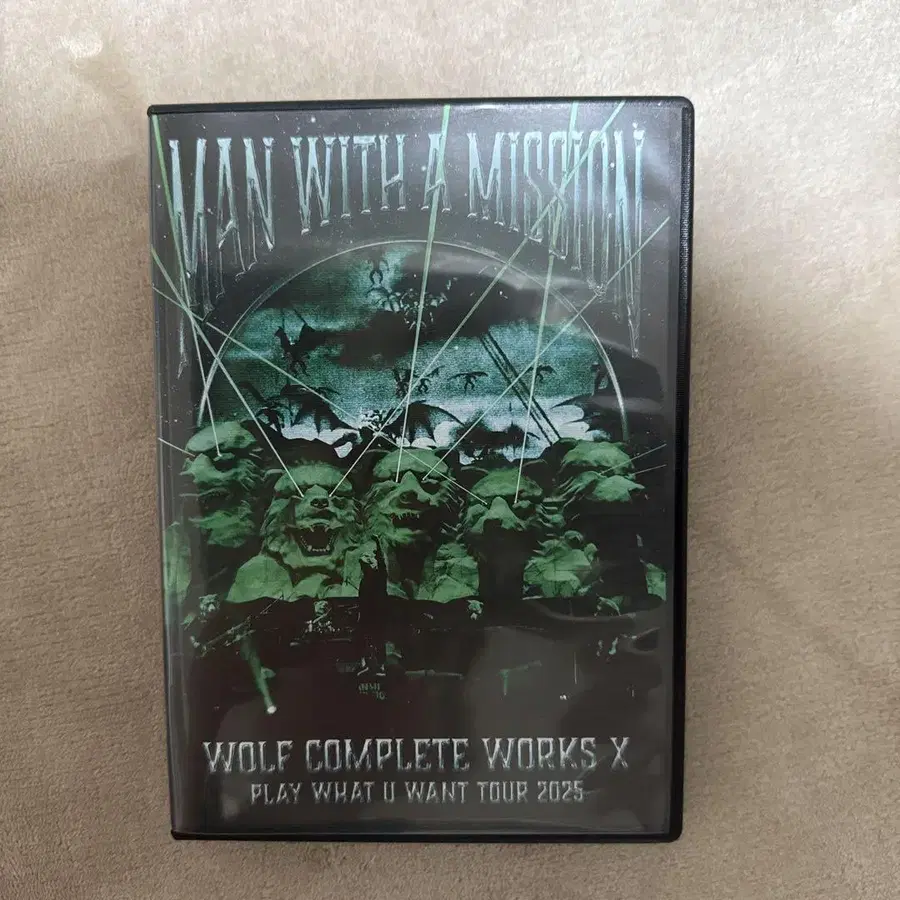 MAN WITH A MISSION
WOLF COMPLETE WORKS X
PLAY WHAT U WANT TOUR 2025